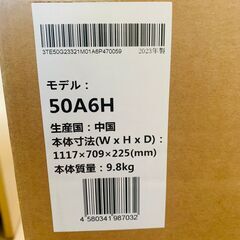 3TE50G23321M01A6P470059
2023年製
モデル：
50A6H
生産国：中国
本体寸法(W x H x D)：
1117×709×225(mm)
本体質量：9.8kg
4 580341 987032